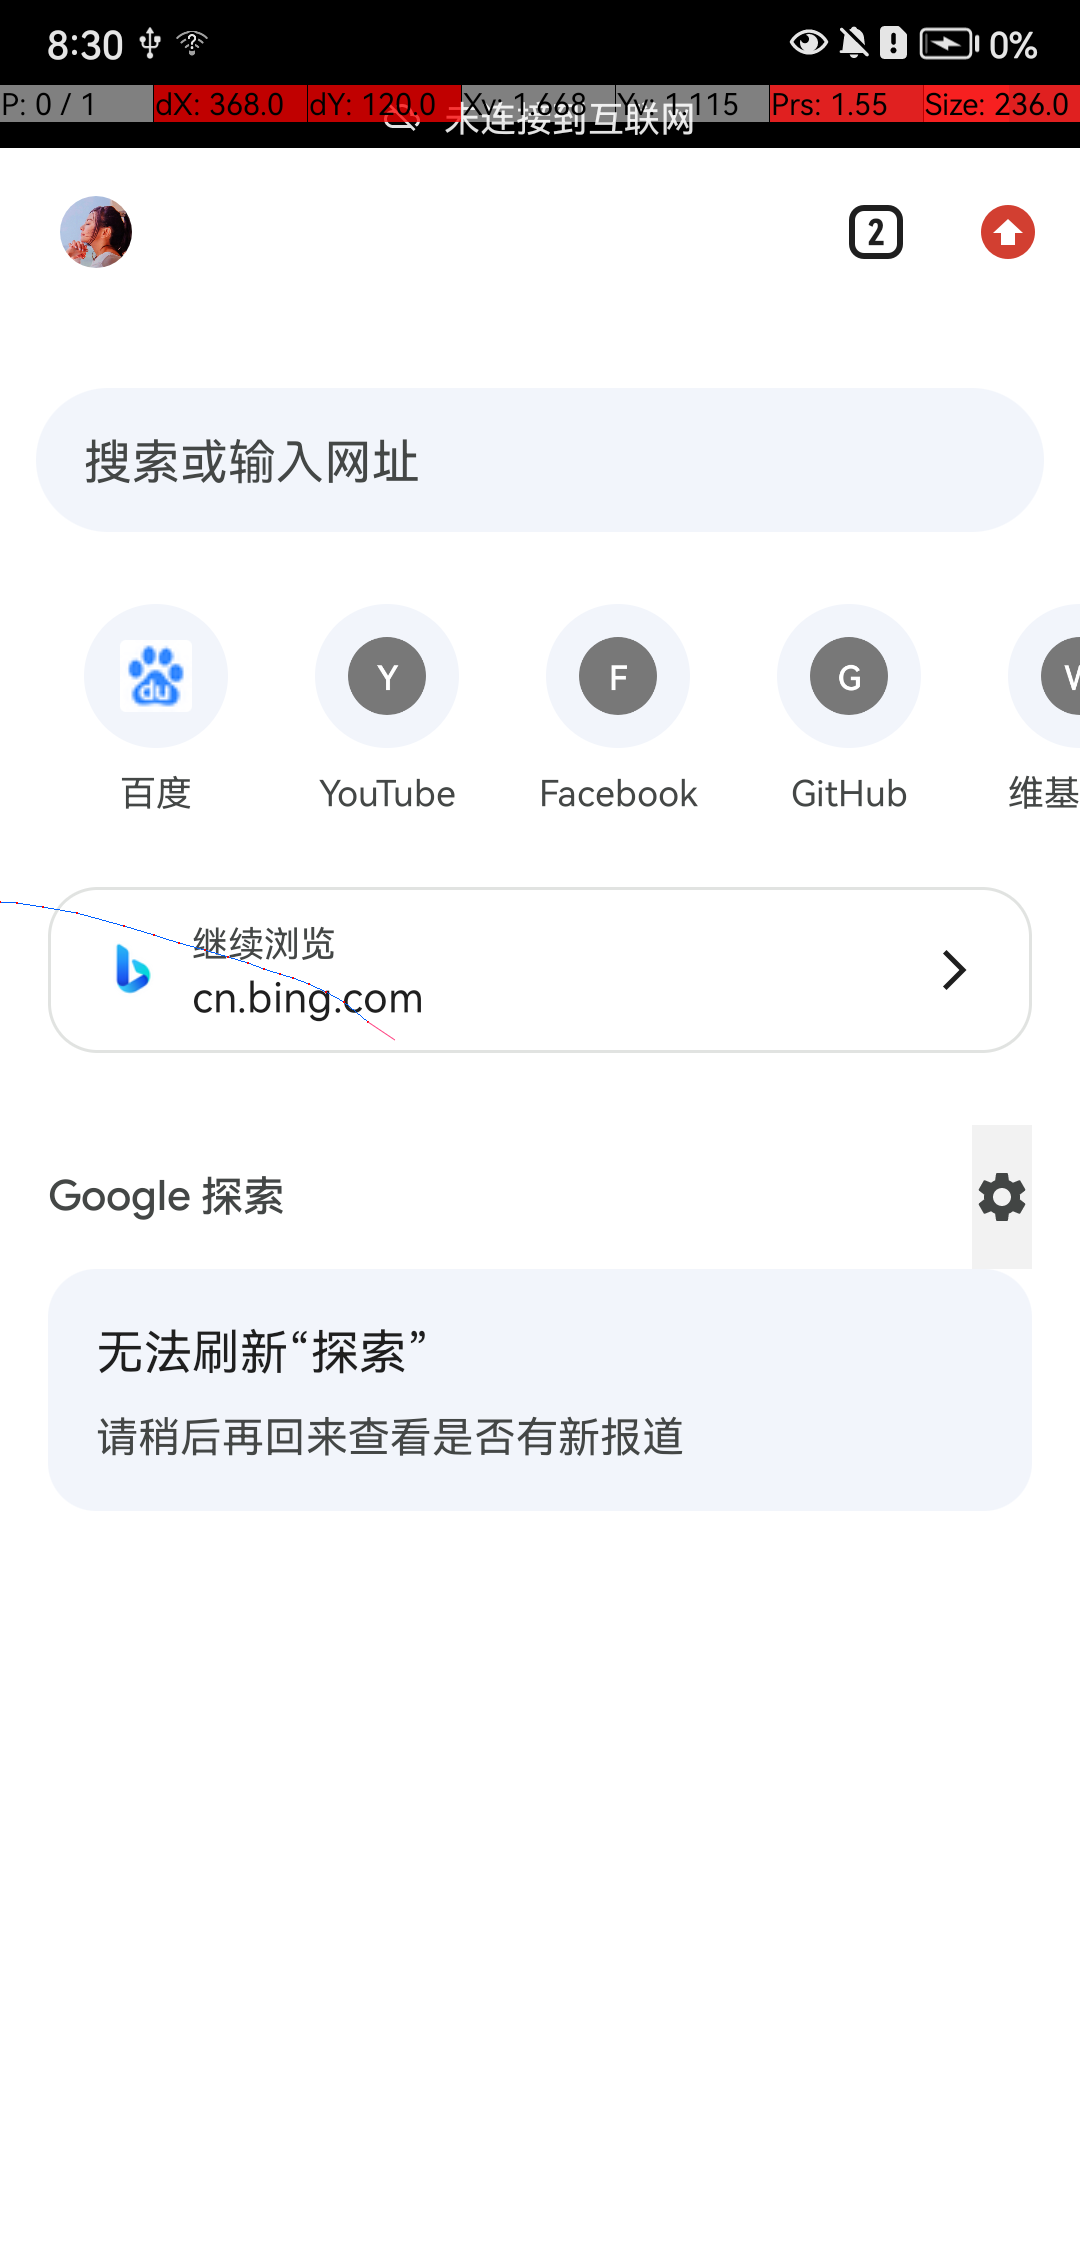 8:30 0%
P: 0 / 1 dX: 368.0 dY: 120.0 Xv: 1.668 Yv: 1.115 Prs: 1.55 Size: 236.0
未连接到互联网
2
搜索或输入网址
du Y F G
百度 YouTube Facebook GitHub 维基
继续浏览
cn.bing.com
Google 探索
无法刷新“探索”
请稍后再回来查看是否有新报道